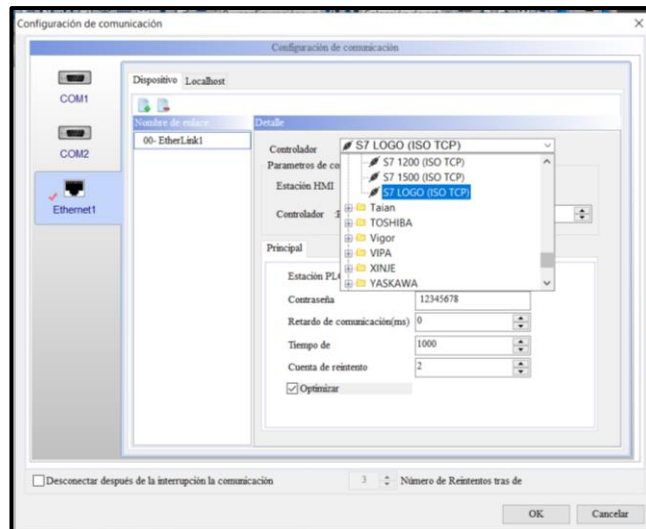 Configuración de comunicación
Configuración de comunicación
COM1
COM2
Ethernet1
Dispositivo Localhost
Nombre de enlace
00- EtherLink1
Detalle
Controlador S7 LOGO (ISO TCP)
S7 1200 (ISO TCP)
S7 1500 (ISO TCP)
S7 LOGO (ISO TCP)
Taian
TOSHIBA
Vigor
VIPA
XINJE
YASKAWA
Parametros de co
Estación HMI
Controlador
Principal
Estación PL
Contraseña 12345678
Retardo de comunicación(ms) 0
Tiempo de 1000
Cuenta de reintento 2
Optimizar
Desconectar después de la interrupción la comunicación 3 Número de Reintentos tras de
OK Cancelar